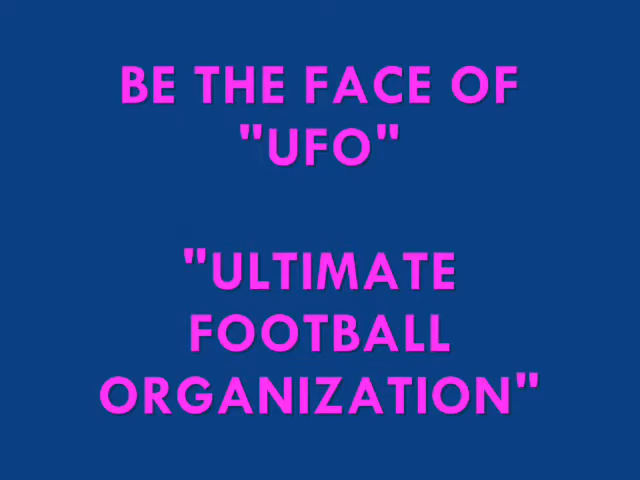 BE THE FACE OF
"UFO"
"ULTIMATE
FOOTBALL
ORGANIZATION"